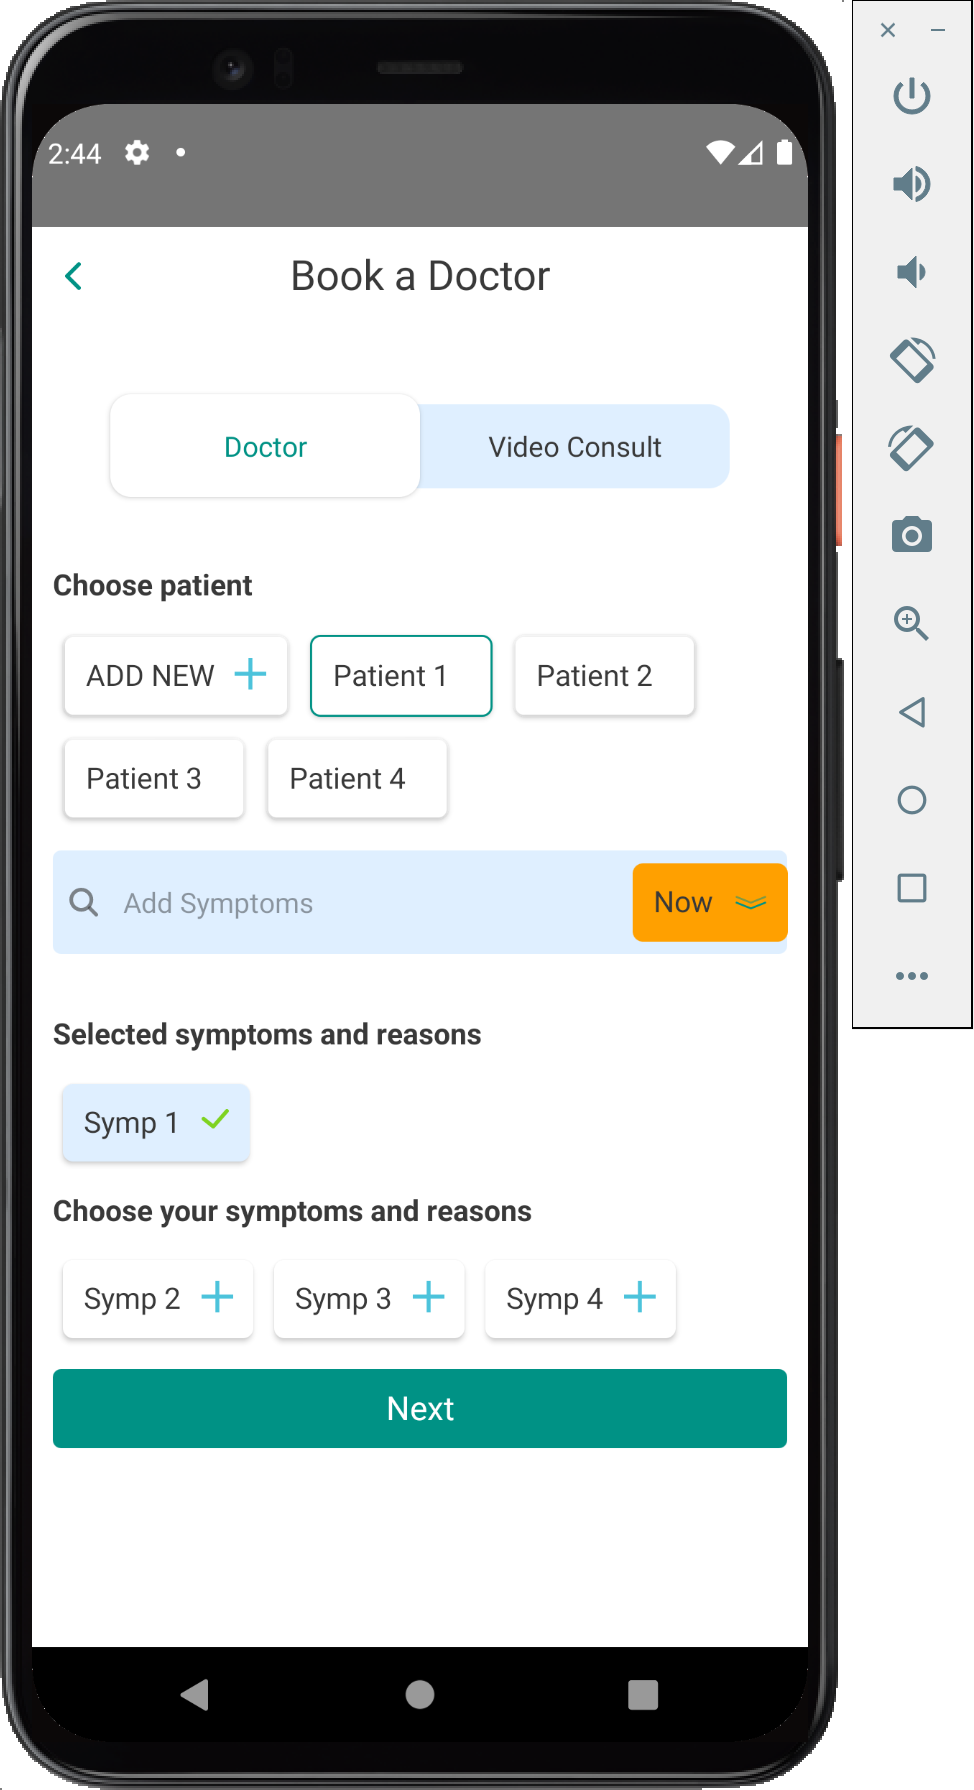 2:44
Book a Doctor
Doctor Video Consult
Choose patient
ADD NEW Patient 1 Patient 2
Patient 3 Patient 4
Add Symptoms Now
Selected symptoms and reasons
Symp 1
Choose your symptoms and reasons
Symp 2 Symp 3 Symp 4
Next